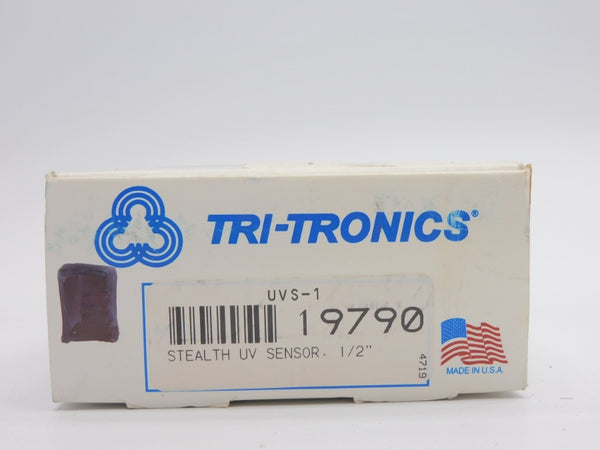 TRI-TRONICS®
UVS-1
19790
STEALTH UV SENSOR, 1/2"
4719
MADE IN U.S.A.